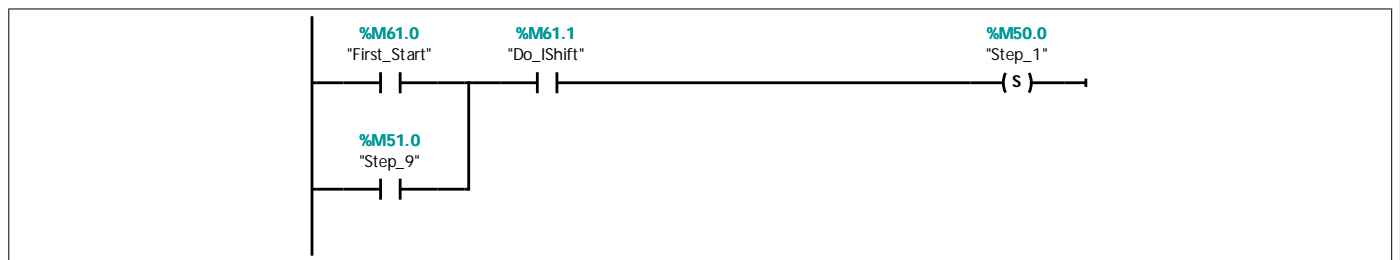 %M61.0
"First_Start"
%M61.1
"Do_IShift"
%M50.0
"Step_1"
S
%M51.0
"Step_9"